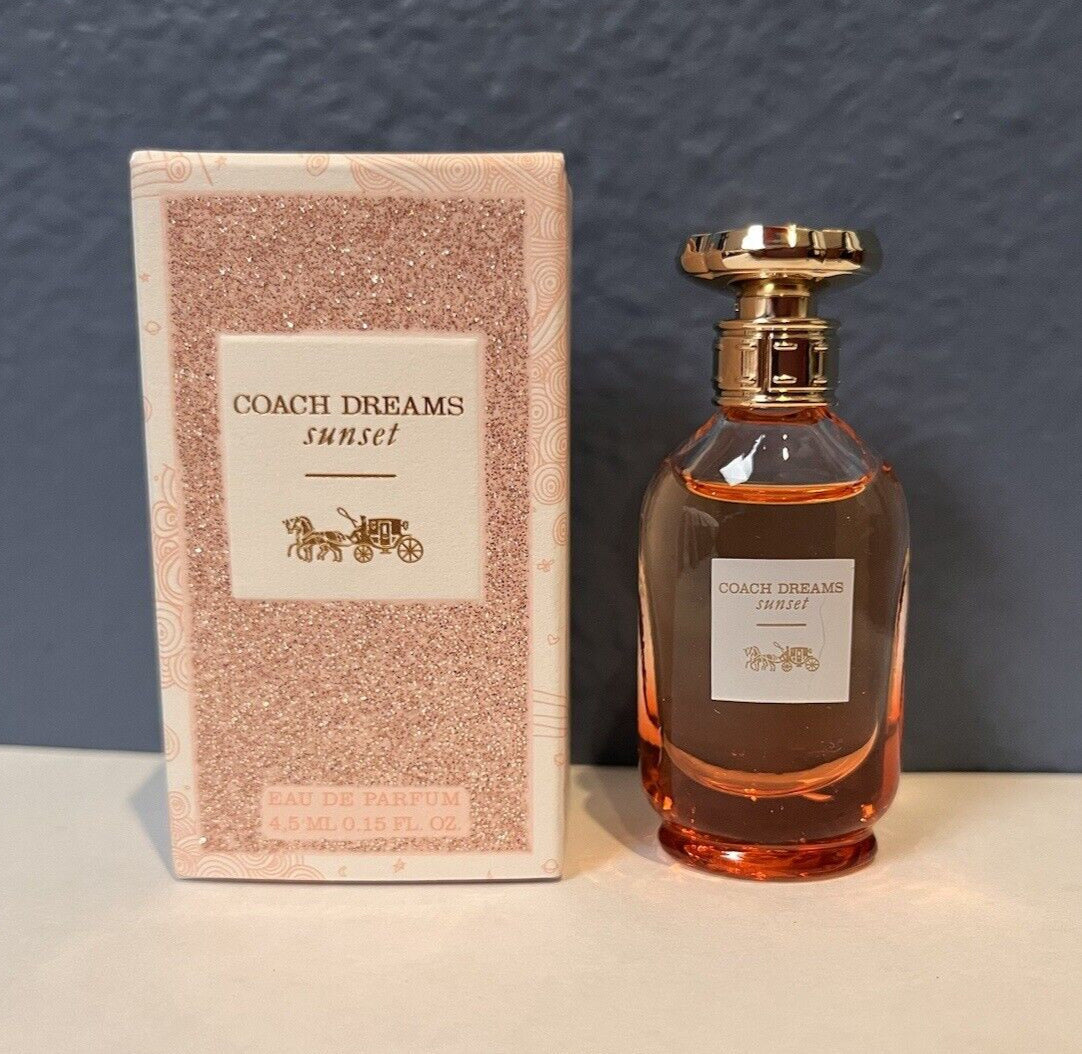 COACH DREAMS
sunset
EAU DE PARFUM
4,5 ML 0.15 FL. OZ.
COACH DREAMS
sunset